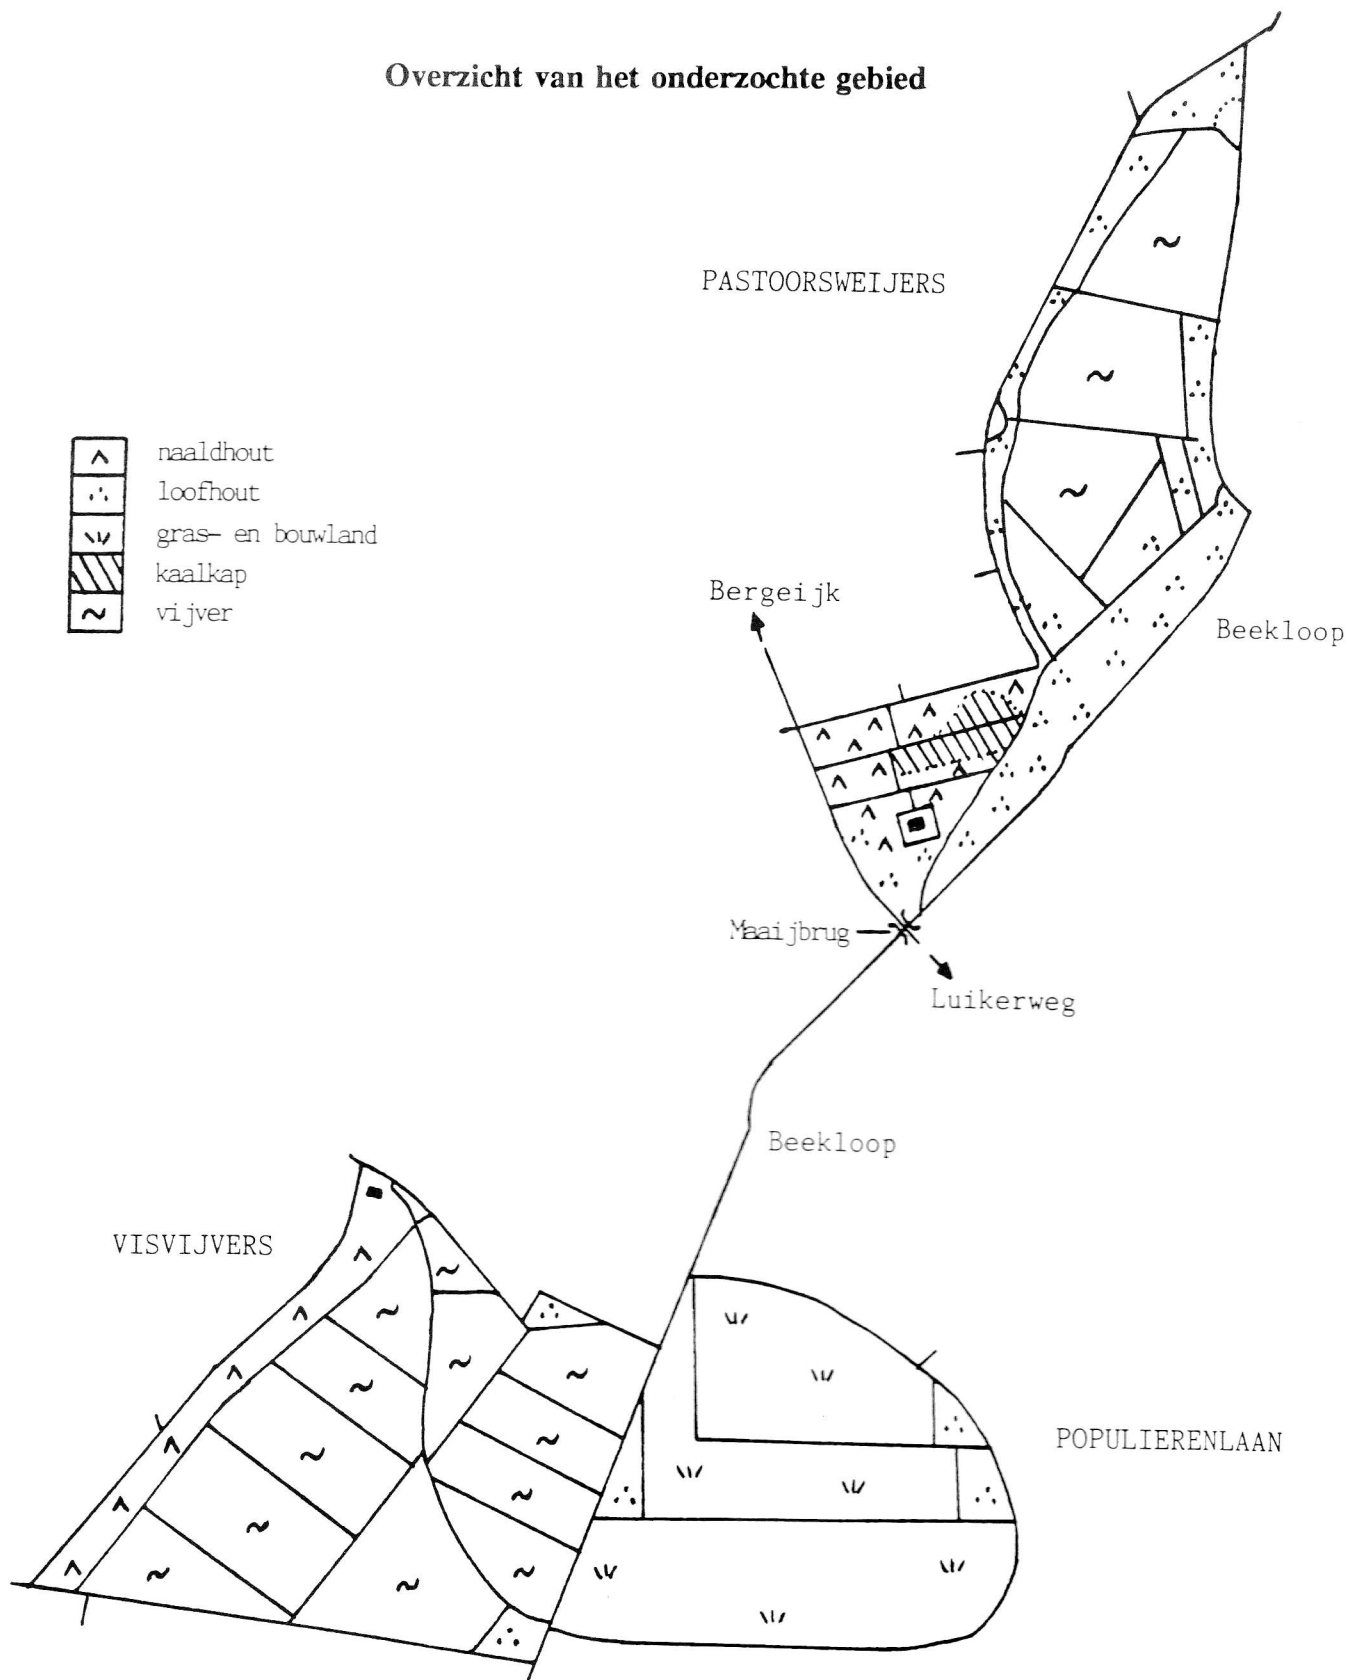 Overzicht van het onderzochte gebied
PASTOORSWEIJERS
naaldhout
loofhout
gras- en bouwland
kaalkap
vijver
Bergeijk
Beekloop
Maaijbrug
Luikerweg
Beekloop
VISVIJVERS
POPULIERENLAAN